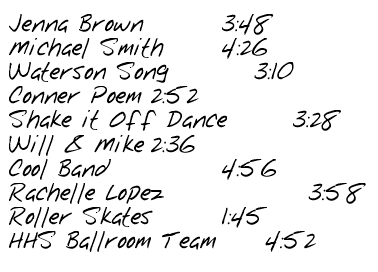 Jenna Brown 3:48
michael Smith 4:26
Waterson Song 3:10
Conner Poem 2:52
Shake it Off Dance 3:28
Will & mike 2:36
Cool Band 4:56
Rachelle Lopez 3:58
Roller Skates 1:45
HHS Ballroom Team 4:52